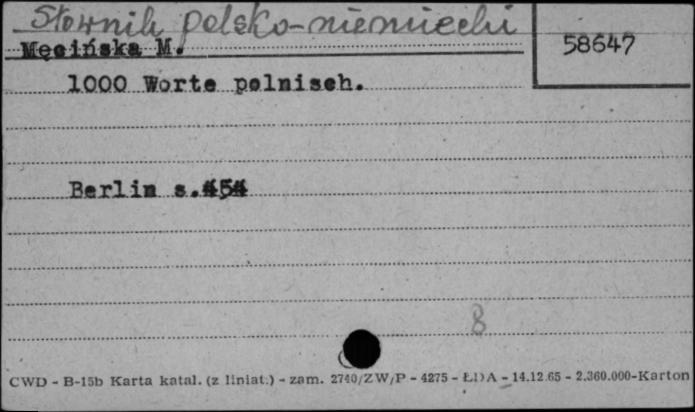 Słownik polsko-niemiecki
58647
Męcińska M.
1000 Worte polnisch.
Berlin s.454
8
CWD - B-15b Karta katal. (z liniat.) - zam. 2740/ZW/P - 4275 - ŁDA - 14.12.65 - 2.360.000-Karton